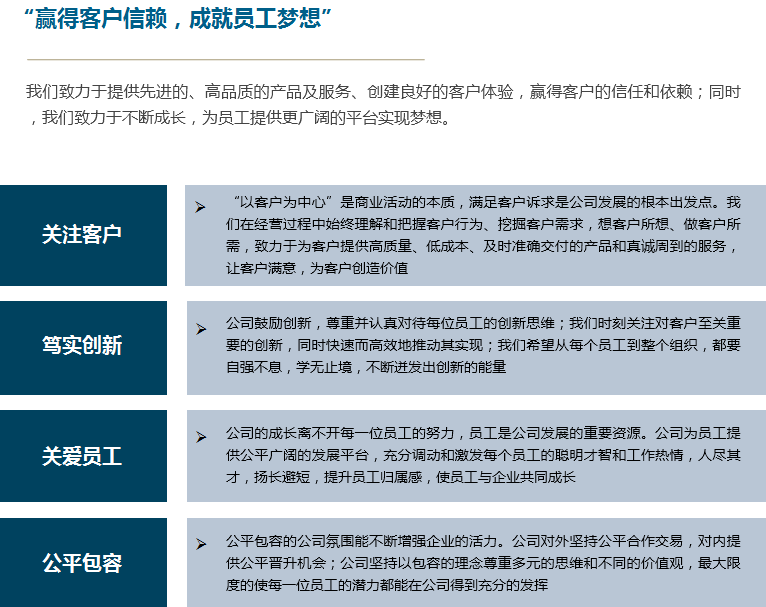 “赢得客户信赖，成就员工梦想”
我们致力于提供先进的、高品质的产品及服务、创建良好的客户体验，赢得客户的信任和依赖；同时
，我们致力于不断成长，为员工提供更广阔的平台实现梦想。
关注客户
“以客户为中心”是商业活动的本质，满足客户诉求是公司发展的根本出发点。我
们在经营过程中始终理解和把握客户行为、挖掘客户需求，想客户所想、做客户所
需，致力于为客户提供高质量、低成本、及时准确交付的产品和真诚周到的服务，
让客户满意，为客户创造价值
笃实创新
公司鼓励创新，尊重并认真对待每位员工的创新思维；我们时刻关注对客户至关重
要的创新，同时快速而高效地推动其实现；我们希望从每个员工到整个组织，都要
自强不息，学无止境，不断迸发出创新的能量
关爱员工
公司的成长离不开每一位员工的努力，员工是公司发展的重要资源。公司为员工提
供公平广阔的发展平台，充分调动和激发每个员工的聪明才智和工作热情，人尽其
才，扬长避短，提升员工归属感，使员工与企业共同成长
公平包容
公平包容的公司氛围能不断增强企业的活力。公司对外坚持公平合作交易，对内提
供公平晋升机会；公司坚持以包容的理念尊重多元的思维和不同的价值观，最大限
度的使每一位员工的潜力都能在公司得到充分的发挥